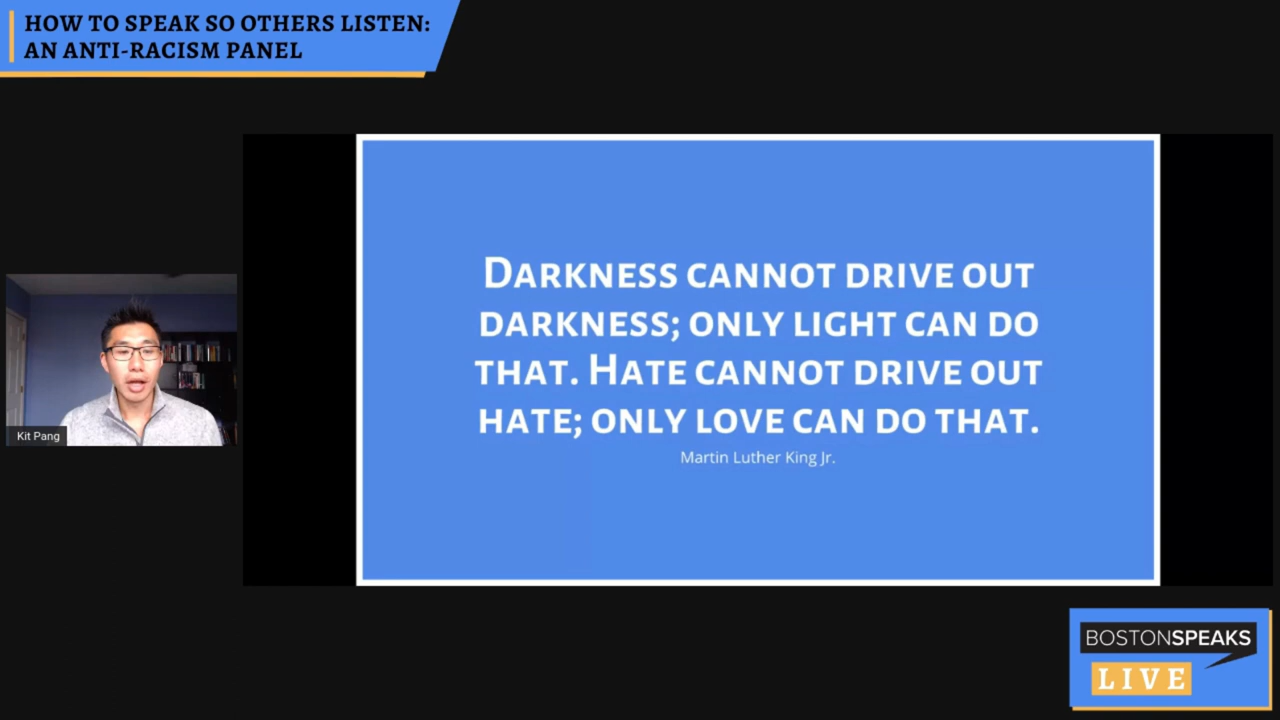 HOW TO SPEAK SO OTHERS LISTEN:
AN ANTI-RACISM PANEL
DARKNESS CANNOT DRIVE OUT
DARKNESS; ONLY LIGHT CAN DO
THAT. HATE CANNOT DRIVE OUT
HATE; ONLY LOVE CAN DO THAT.
Martin Luther King Jr.
Kit Pang
BOSTONSPEAKS
LIVE